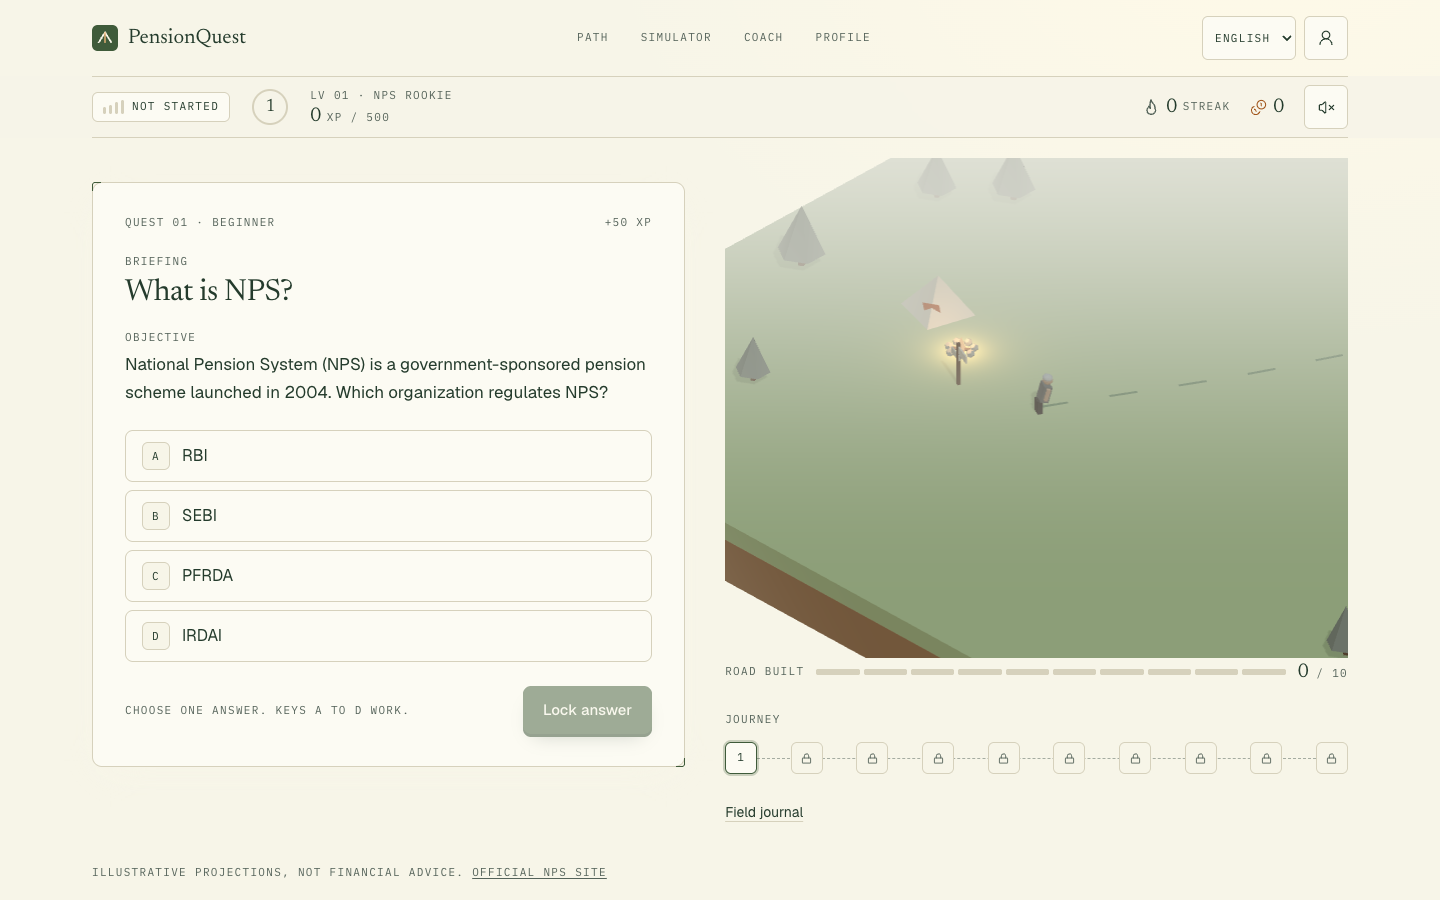 PensionQuest
PATH SIMULATOR COACH PROFILE
ENGLISH
NOT STARTED
1
LV 01 · NPS ROOKIE
0 XP / 500
0 STREAK
0
QUEST 01 · BEGINNER
+50 XP
BRIEFING
What is NPS?
OBJECTIVE
National Pension System (NPS) is a government-sponsored pension
scheme launched in 2004. Which organization regulates NPS?
A RBI
B SEBI
C PFRDA
D IRDAI
CHOOSE ONE ANSWER. KEYS A TO D WORK.
Lock answer
ROAD BUILT
0 / 10
JOURNEY
1
Field journal
ILLUSTRATIVE PROJECTIONS, NOT FINANCIAL ADVICE. OFFICIAL NPS SITE